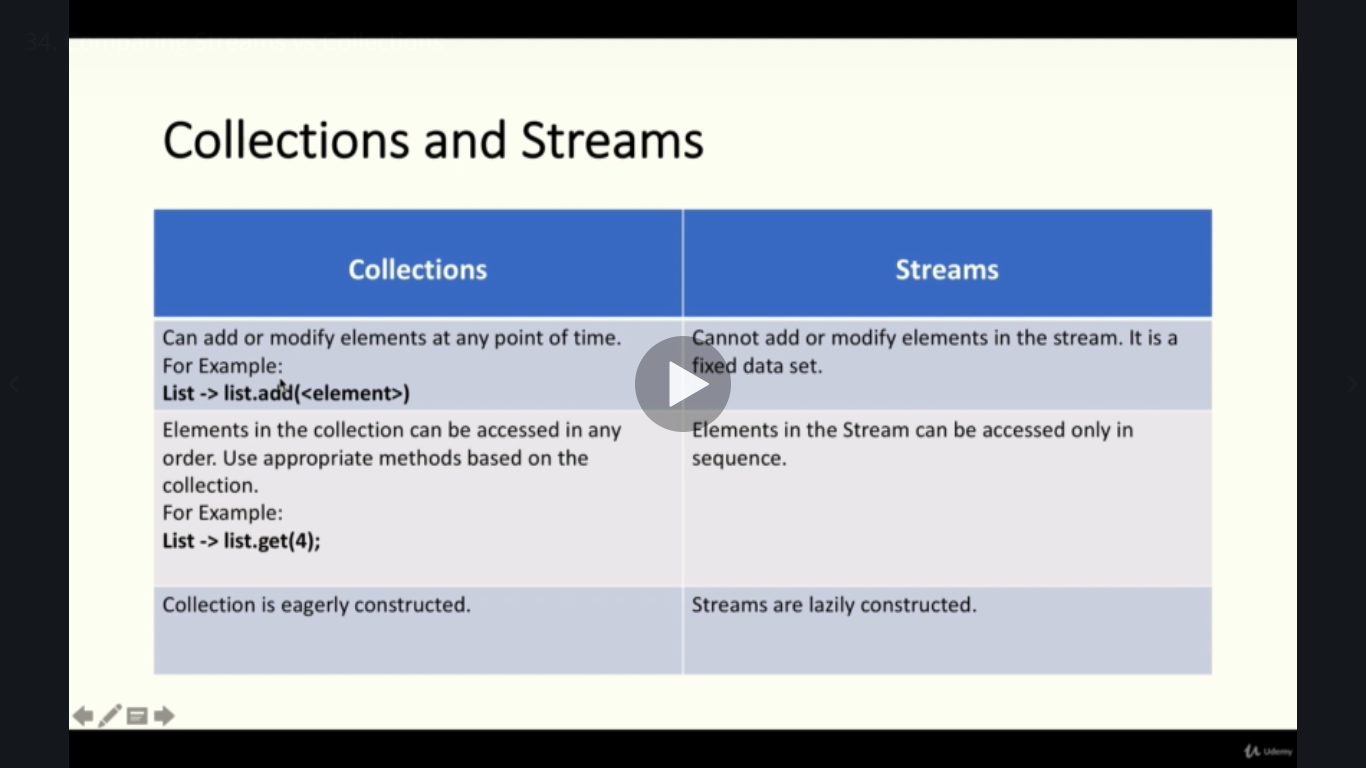 34.
Collections and Streams
Collections
Streams
Can add or modify elements at any point of time.
For Example:
List -> list.add(<element>)
Cannot add or modify elements in the stream. It is a
fixed data set.
Elements in the collection can be accessed in any
order. Use appropriate methods based on the
collection.
For Example:
List -> list.get(4);
Elements in the Stream can be accessed only in
sequence.
Collection is eagerly constructed.
Streams are lazily constructed.
Udemy